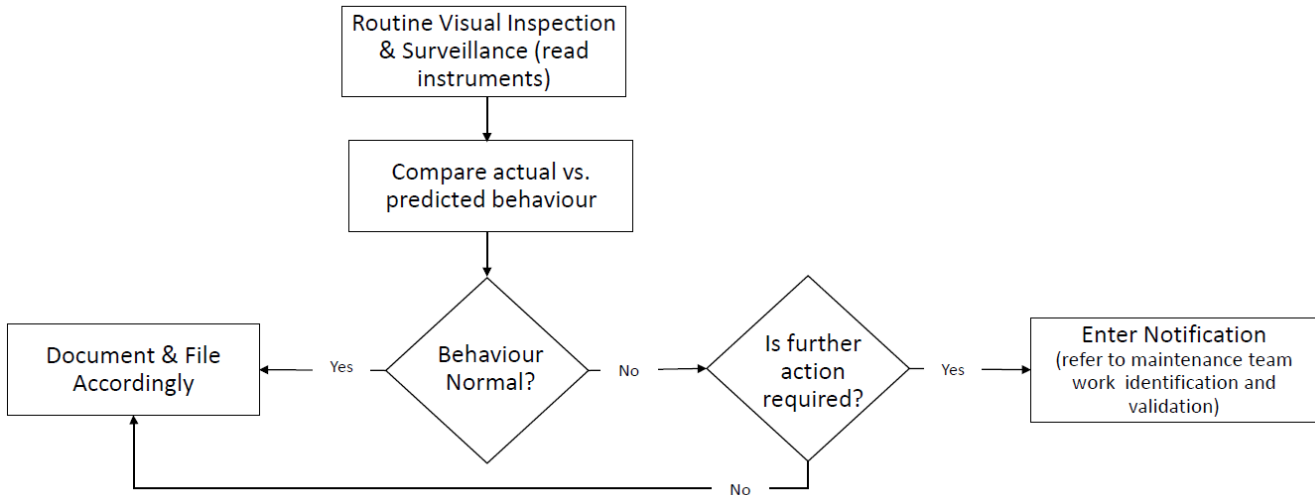 Routine Visual Inspection
& Surveillance (read
instruments)
Compare actual vs.
predicted behaviour
Document & File
Accordingly
Yes
Behaviour
Normal?
No
Is further
action
required?
Yes
Enter Notification
(refer to maintenance team
work identification and
validation)
No